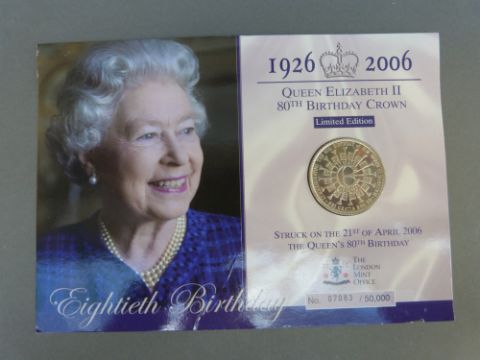 1926 2006
QUEEN ELIZABETH II
80TH BIRTHDAY CROWN
Limited Edition
STRUCK ON THE 21ST OF APRIL 2006
THE QUEEN'S 80TH BIRTHDAY
THE
LONDON
MINT
OFFICE
No. 07083 / 50,000
Eightieth Birthday